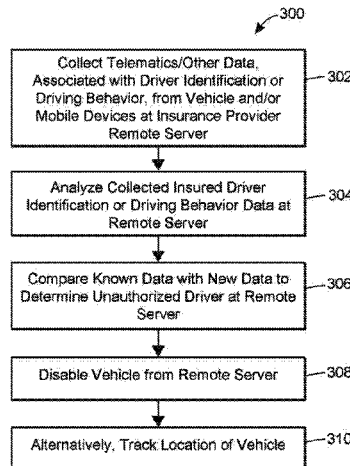 300
Collect Telematics/Other Data,
Associated with Driver Identification or
Driving Behavior, from Vehicle and/or
Mobile Devices at Insurance Provider
Remote Server
302
Analyze Collected Insured Driver
Identification or Driving Behavior Data at
Remote Server
304
Compare Known Data with New Data to
Determine Unauthorized Driver at Remote
Server
306
Disable Vehicle from Remote Server
308
Alternatively, Track Location of Vehicle
310